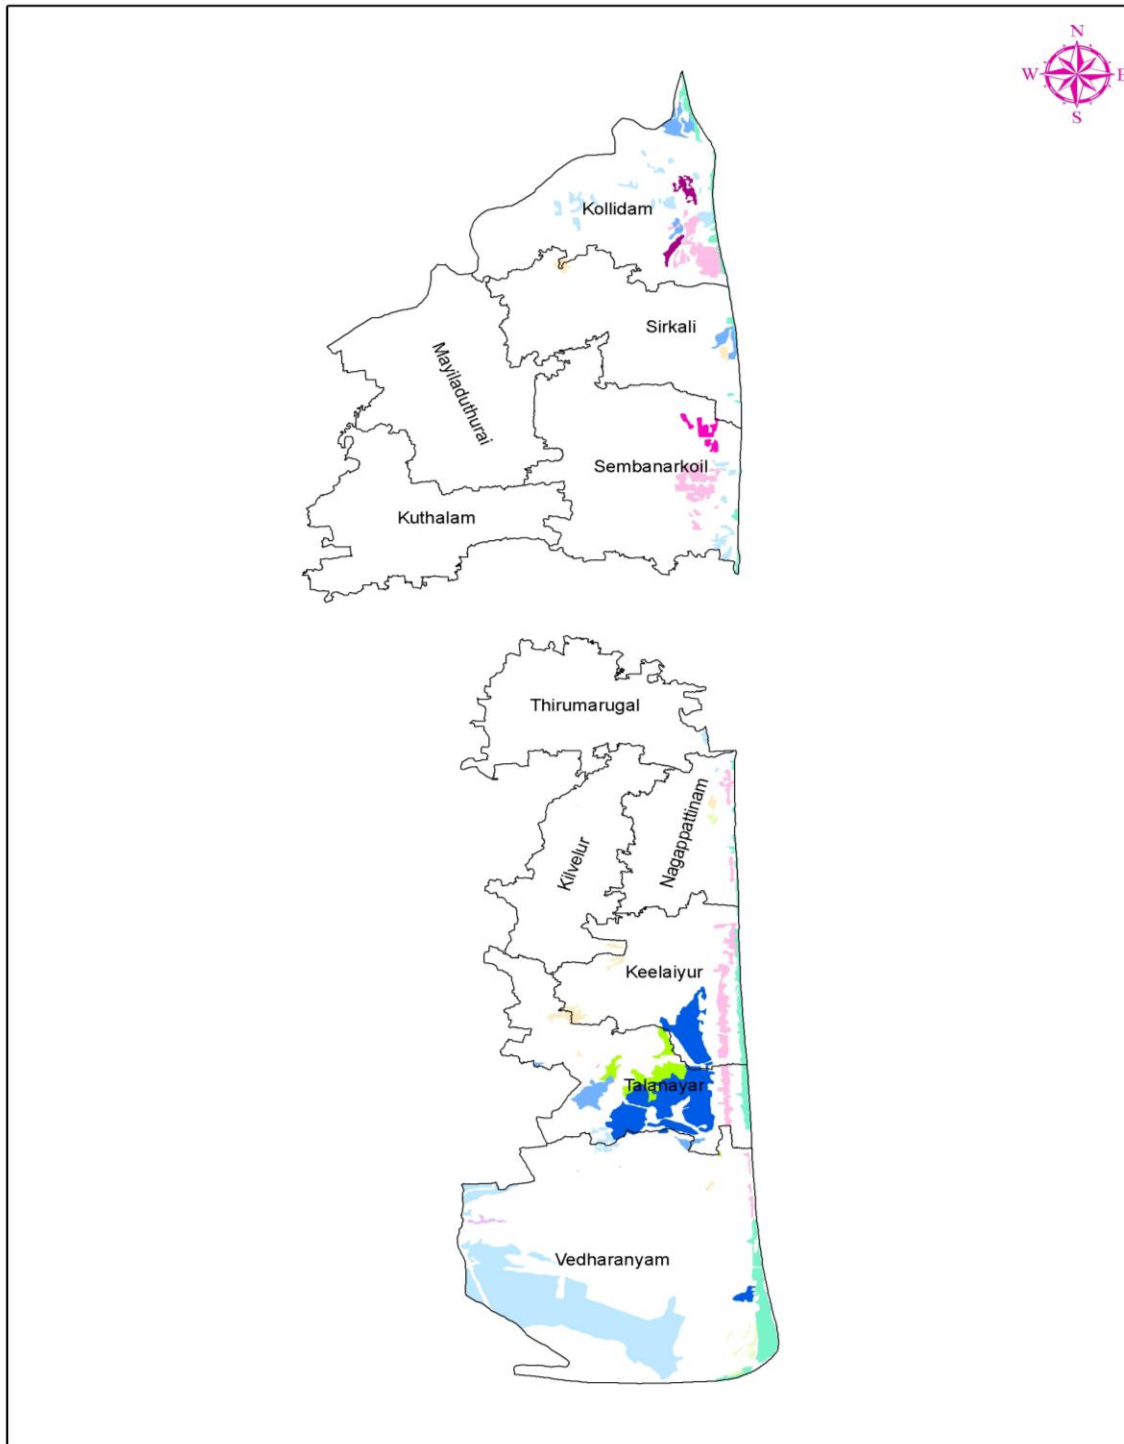 N
W E
S
Kollidam
Sirkali
Mayiladuthurai
Sembanarkoil
Kuthalam
Thirumarugal
Nagappattinam
Kilvelur
Keelaiyur
Talanayar
Vedharanyam